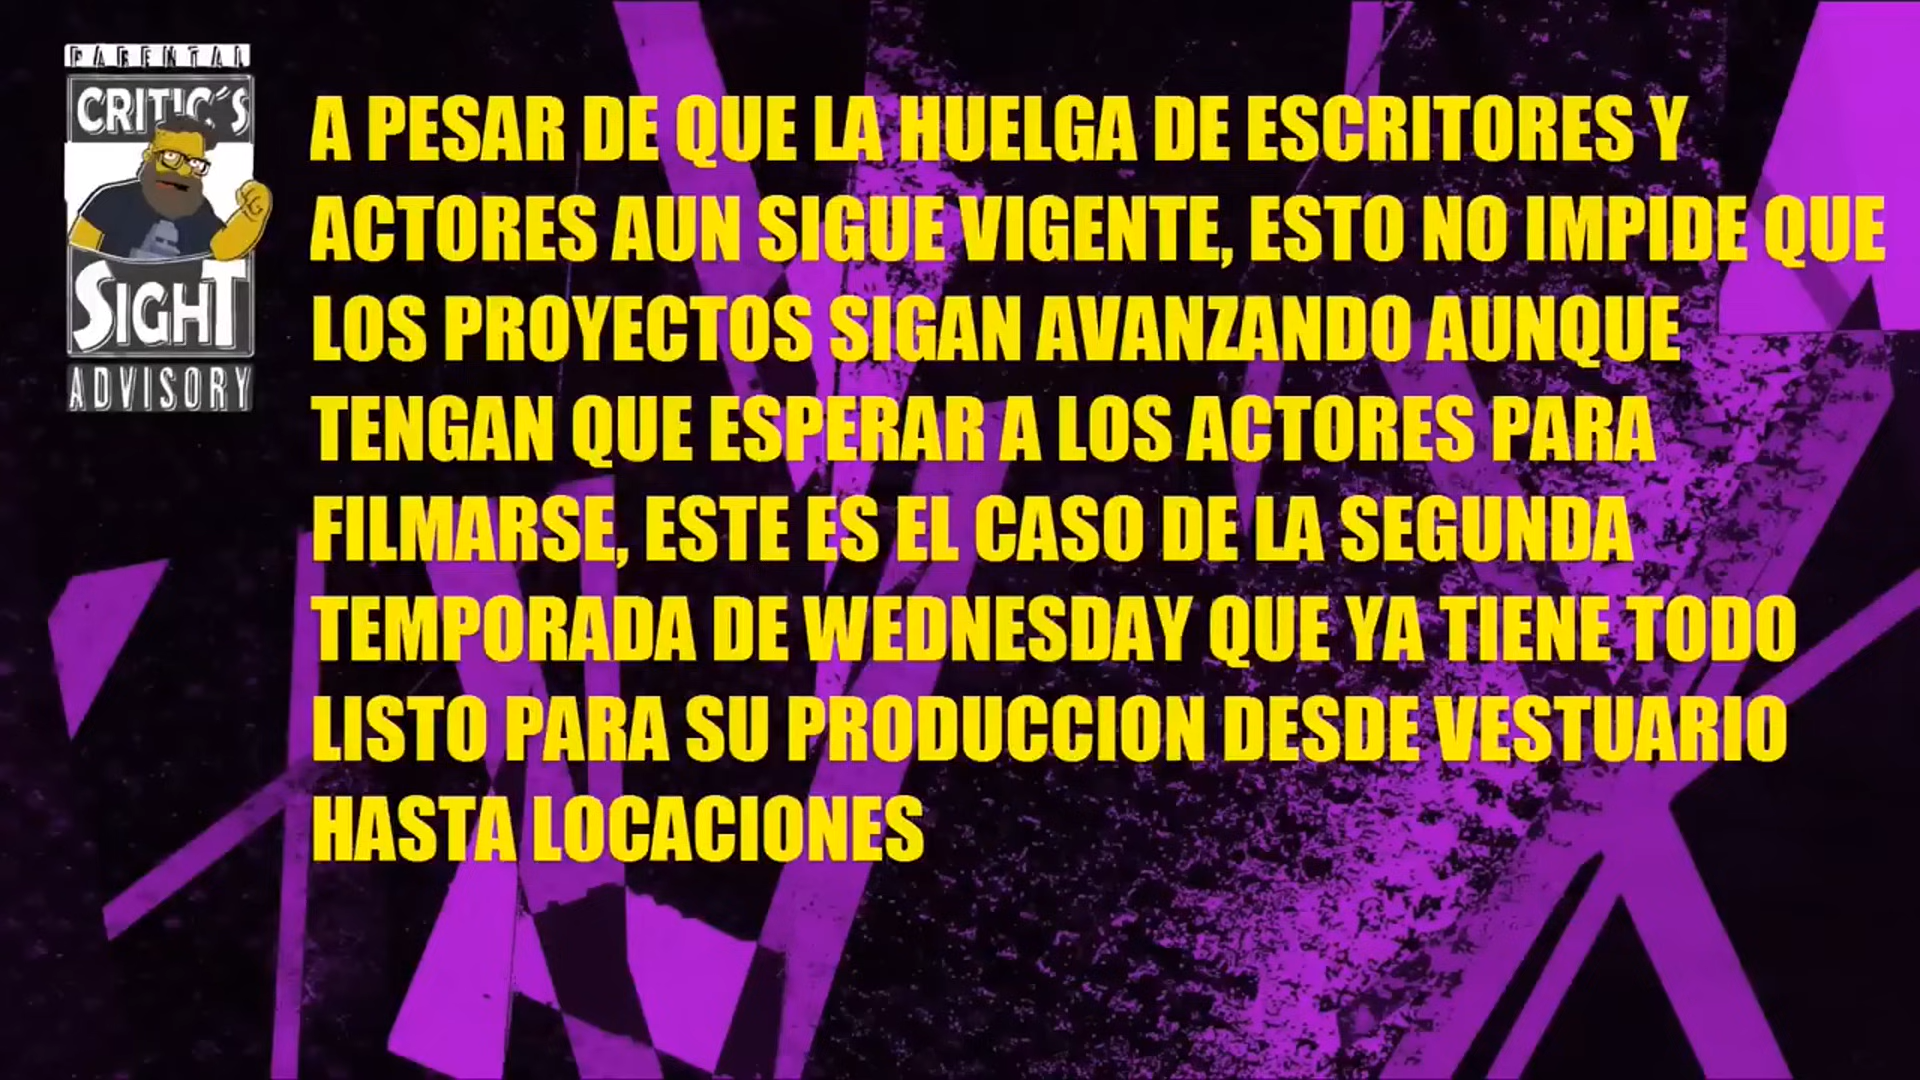 PARENTAL
CRITIC'S
SIGHT
ADVISORY
A PESAR DE QUE LA HUELGA DE ESCRITORES Y
ACTORES AUN SIGUE VIGENTE, ESTO NO IMPIDE QUE
LOS PROYECTOS SIGAN AVANZANDO AUNQUE
TENGAN QUE ESPERAR A LOS ACTORES PARA
FILMARSE, ESTE ES EL CASO DE LA SEGUNDA
TEMPORADA DE WEDNESDAY QUE YA TIENE TODO
LISTO PARA SU PRODUCCION DESDE VESTUARIO
HASTA LOCACIONES